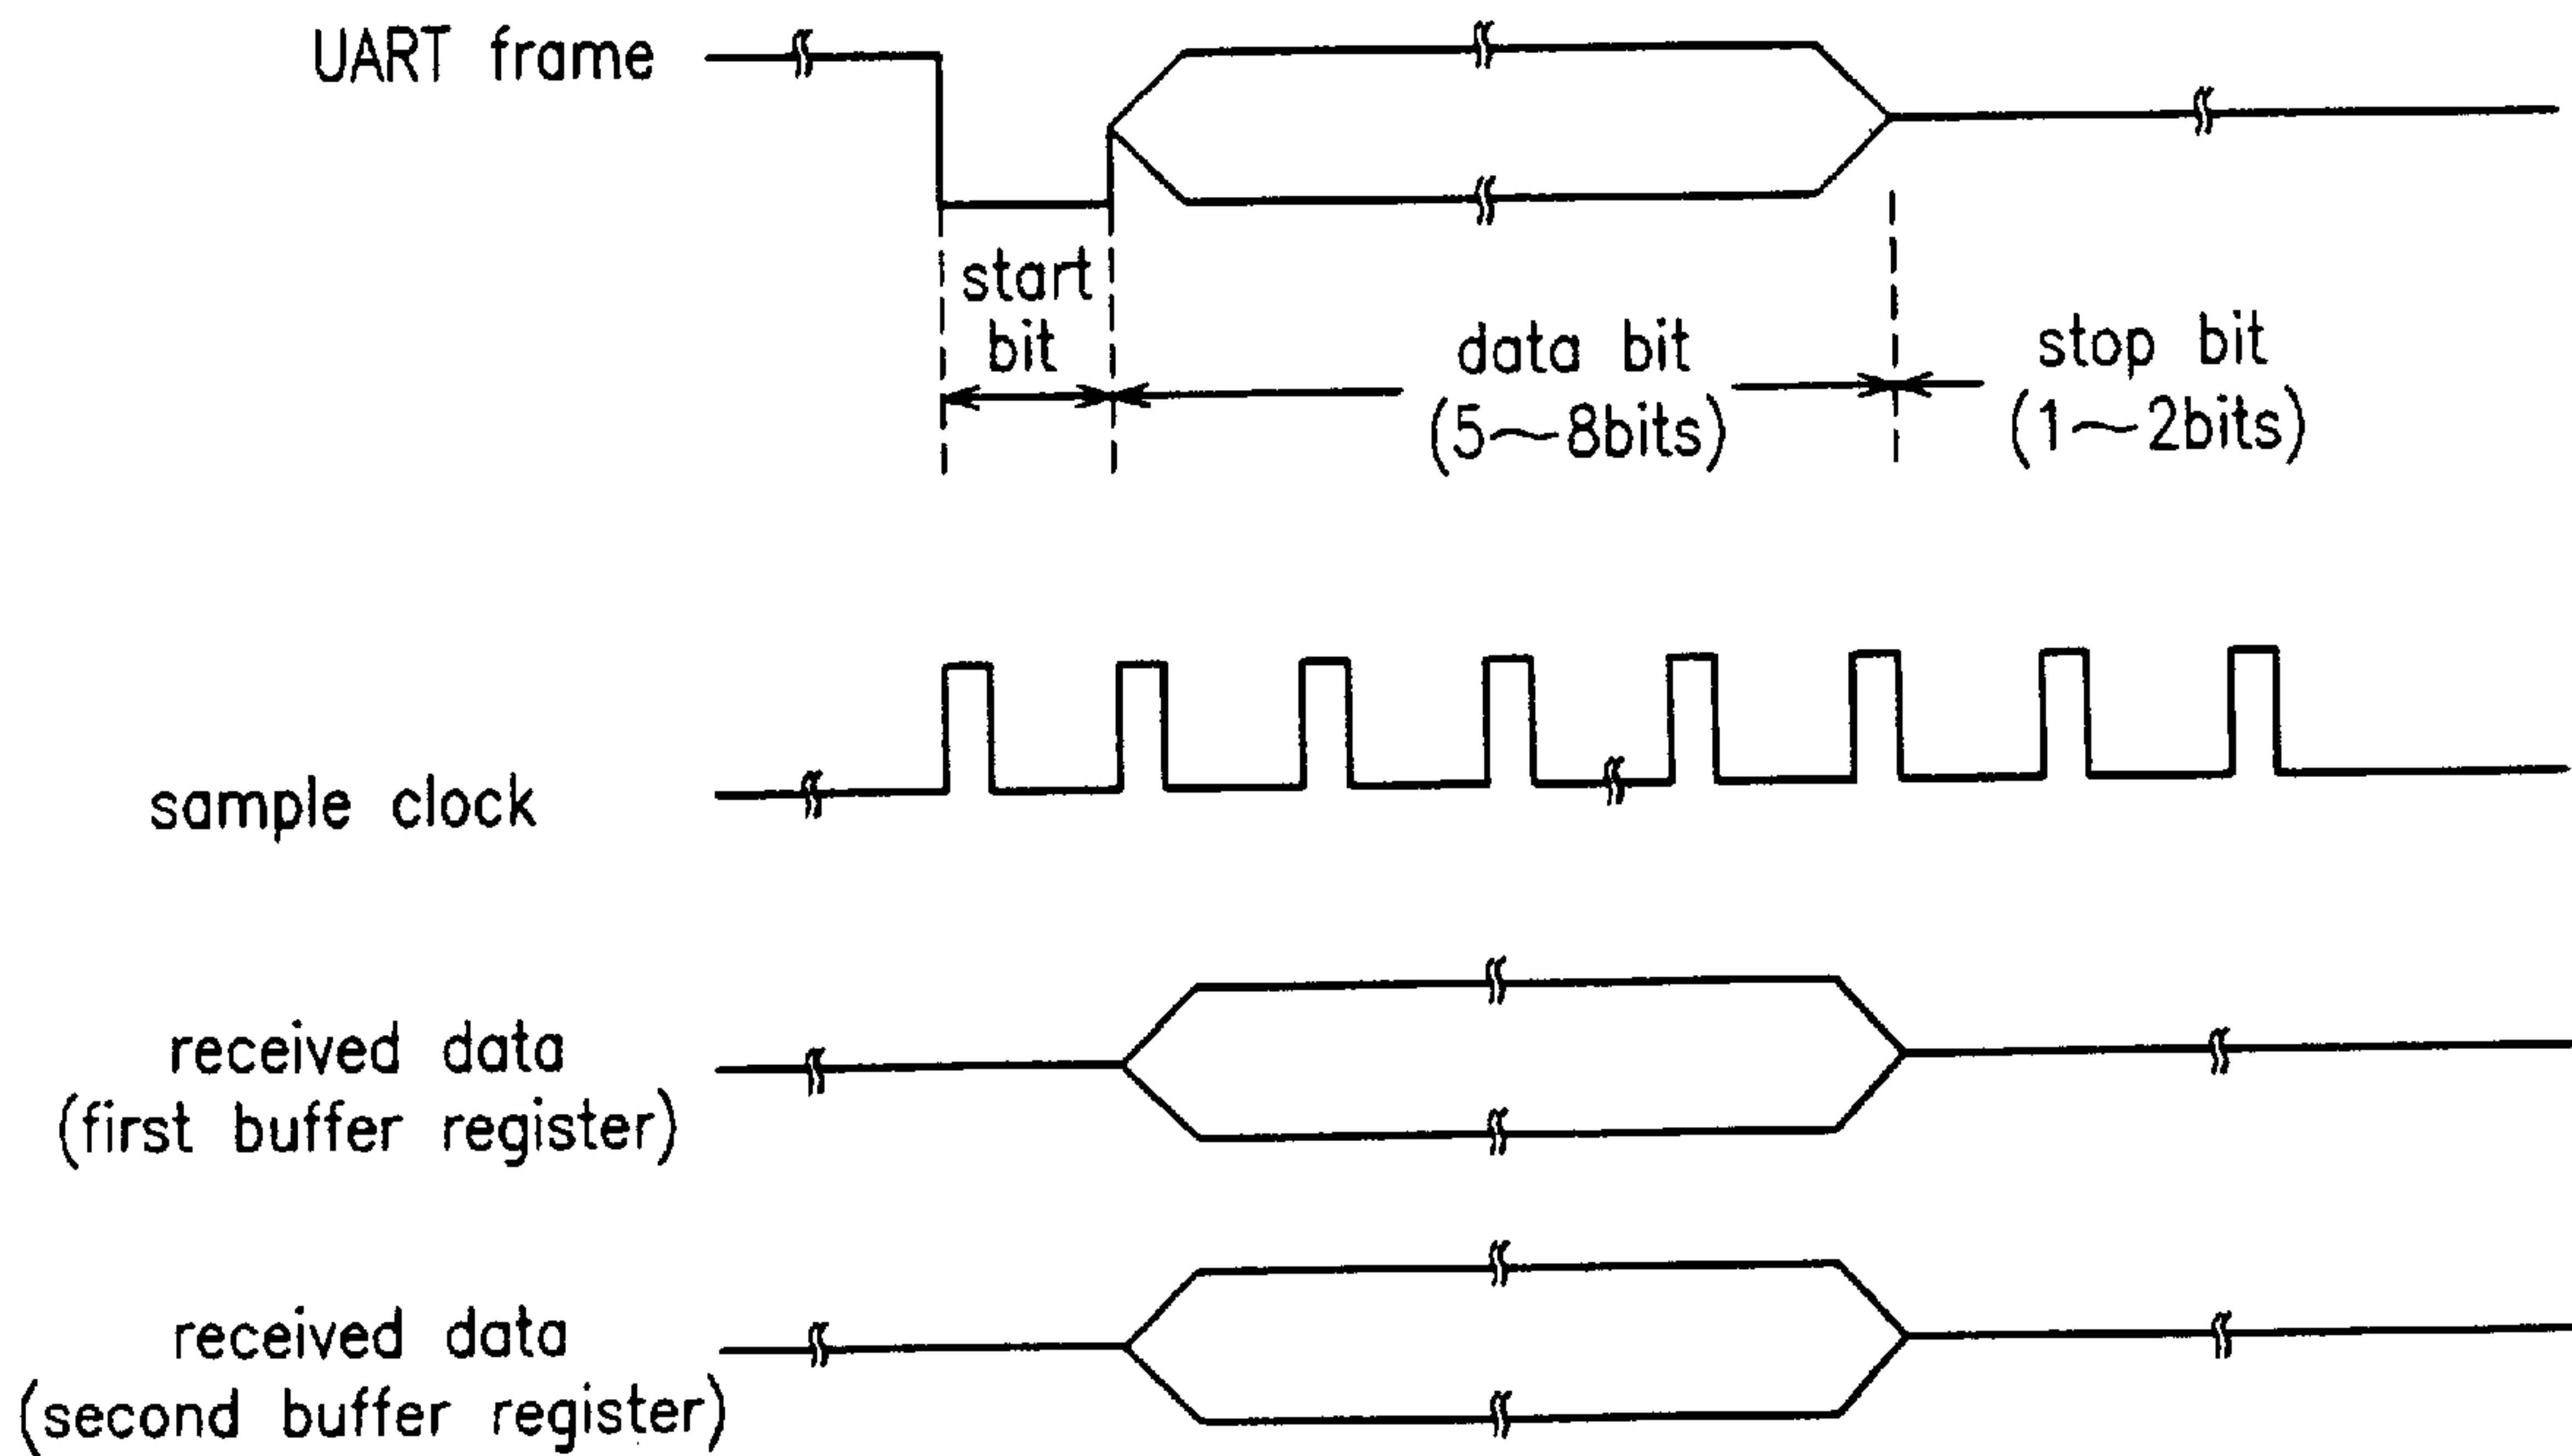 UART frame
start
bit
data bit
(5~8bits)
stop bit
(1~2bits)
sample clock
received data
(first buffer register)
received data
(second buffer register)